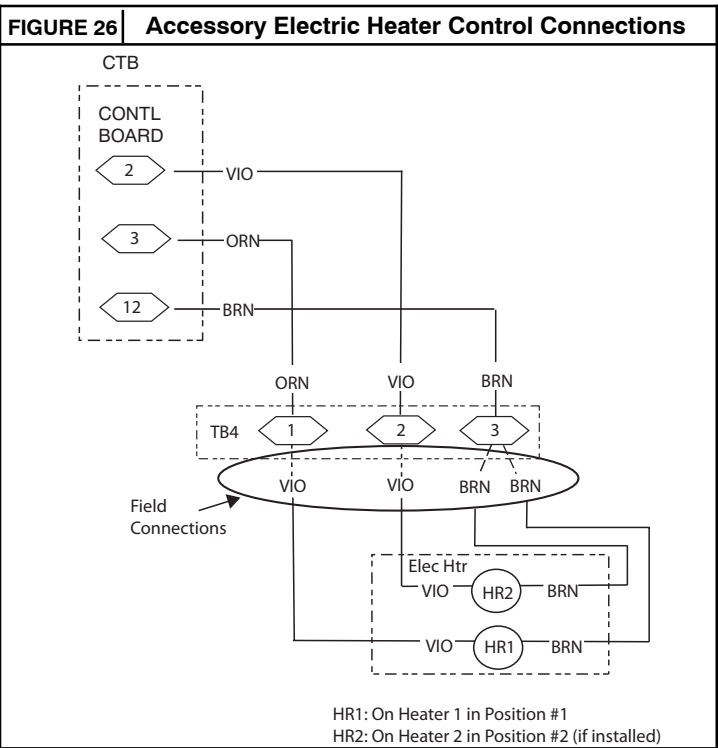 FIGURE 26 Accessory Electric Heater Control Connections
CTB
CONTL
BOARD
2 VIO
3 ORN
12 BRN
ORN VIO BRN
TB4 1 2 3
VIO VIO BRN BRN
Field
Connections
Elec Htr
VIO HR2 BRN
VIO HR1 BRN
HR1: On Heater 1 in Position #1
HR2: On Heater 2 in Position #2 (if installed)